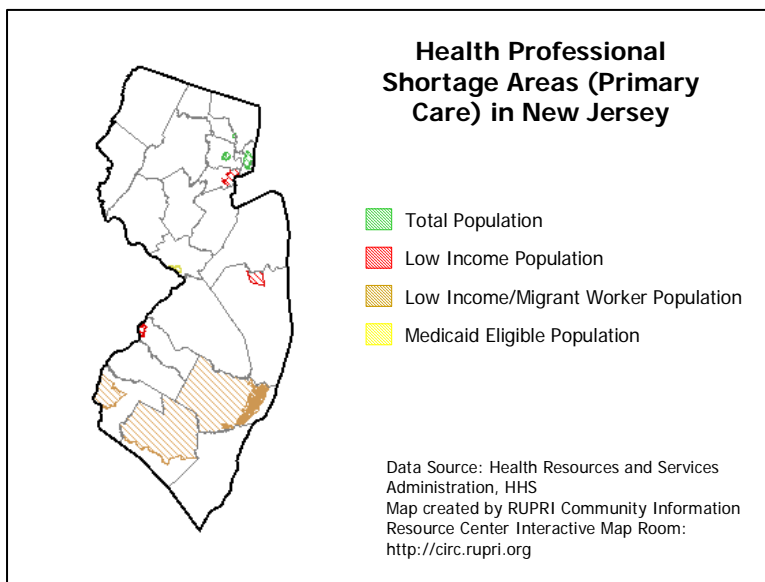 Health Professional
Shortage Areas (Primary
Care) in New Jersey
Total Population
Low Income Population
Low Income/Migrant Worker Population
Medicaid Eligible Population
Data Source: Health Resources and Services
Administration, HHS
Map created by RUPRI Community Information
Resource Center Interactive Map Room:
http://circ.rupri.org